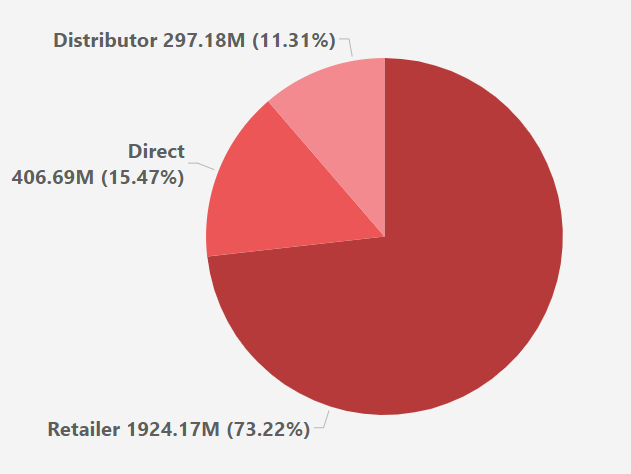 Distributor 297.18M (11.31%)
Direct
406.69M (15.47%)
Retailer 1924.17M (73.22%)